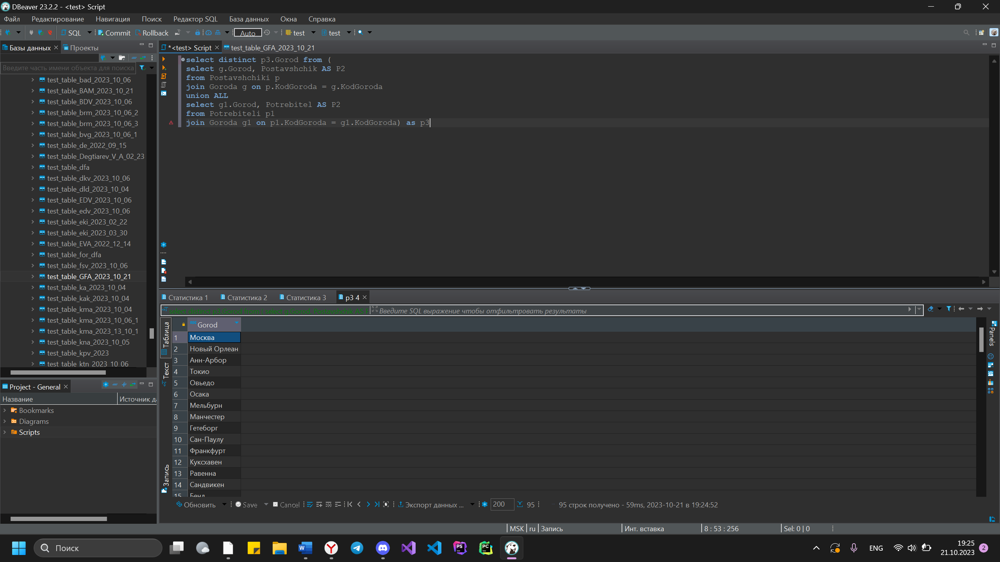 DBeaver 23.2.2 - <test> Script
Файл Редактирование Навигация Поиск Редактор SQL База данных Окна Справка
SQL Commit Rollback Auto test test
Базы данных Проекты
Введите часть имени объекта для поиска
test_table_bad_2023_10_06
test_table_BAM_2023_10_21
test_table_BDV_2023_10_06
test_table_brm_2023_10_06_2
test_table_brm_2023_10_06_3
test_table_bvg_2023_10_06_1
test_table_de_2022_09_15
test_table_Degtiarev_V_A_02_23
test_table_dfa
test_table_dkv_2023_10_06
test_table_dld_2023_10_04
test_table_EDV_2023_10_06
test_table_edv_2023_10_06
test_table_eki_2023_02_22
test_table_eki_2023_03_30
test_table_EVA_2022_12_14
test_table_for_dfa
test_table_fsv_2023_10_06
test_table_GFA_2023_10_21
test_table_ka_2023_10_04
test_table_kak_2023_10_04
test_table_kma_2023_10_04
test_table_kma_2023_10_06_1
test_table_kma_2023_13_10_1
test_table_kna_2023_10_05
test_table_kpv_2023
test_table_ktn_2023_10_06
Project - General
Название Источник да
Bookmarks
Diagrams
Scripts
*<test> Script test_table_GFA_2023_10_21
select distinct p3.Gorod from (
select g.Gorod, Postavshchik AS P2
from Postavshchiki p
join Goroda g on p.KodGoroda = g.KodGoroda
union ALL
select g1.Gorod, Potrebitel AS P2
from Potrebiteli p1
join Goroda g1 on p1.KodGoroda = g1.KodGoroda) as p3
Статистика 1 Статистика 2 Статистика 3 p3 4
select distinct p3.Gorod from ( select g.Gorod, Postavshchik AS Введите SQL выражение чтобы отфильтровать результаты
Таблица
Текст
Запись
Panels
Gorod
1 Москва
2 Новый Орлеан
3 Анн-Арбор
4 Токио
5 Овьедо
6 Осака
7 Мельбурн
8 Манчестер
9 Гетеборг
10 Сан-Паулу
11 Франкфурт
12 Куксхавен
13 Равенна
14 Сандвикен
15 Бенд
Обновить Save Cancel Экспорт данных ... 200 95 95 строк получено - 59ms, 2023-10-21 в 19:24:52
MSK ru Запись Инт. вставка 8 : 53 : 256 Sel: 0 | 0
Поиск PS PC ENG 19:25
21.10.2023 2